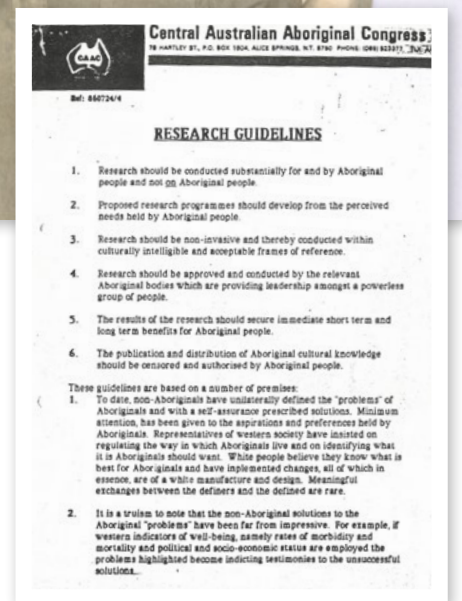 Central Australian Aboriginal Congress
CAAC
78 HARTLEY ST., P.O. BOX 1604, ALICE SPRINGS, N.T. 5750 PHONE: (089) 523377
Ref: 860724/4
RESEARCH GUIDELINES
1. Research should be conducted substantially for and by Aboriginal
people and not on Aboriginal people.
2. Proposed research programmes should develop from the perceived
needs held by Aboriginal people.
3. Research should be non-invasive and thereby conducted within
culturally intelligible and acceptable frames of reference.
4. Research should be approved and conducted by the relevant
Aboriginal bodies which are providing leadership amongst a powerless
group of people.
5. The results of the research should secure immediate short term and
long term benefits for Aboriginal people.
6. The publication and distribution of Aboriginal cultural knowledge
should be censored and authorised by Aboriginal people.
These guidelines are based on a number of premises:
1. To date, non-Aboriginals have unilaterally defined the "problems" of
Aboriginals and with a self-assurance prescribed solutions. Minimum
attention, has been given to the aspirations and preferences held by
Aboriginals. Representatives of western society have insisted on
regulating the way in which Aboriginals live and on identifying what
it is Aboriginals should want. White people believe they know what is
best for Aboriginals and have inplemented changes, all of which in
essence, are of a white manufacture and design. Meaningful
exchanges between the definers and the defined are rare.
2. It is a truism to note that the non-Aboriginal solutions to the
Aboriginal "problems" have been far from impressive. For example, if
western indicators of well-being, namely rates of morbidity and
mortality and political and socio-economic status are employed the
problems highlighted become indicting testimonies to the unsuccessful
solutions...